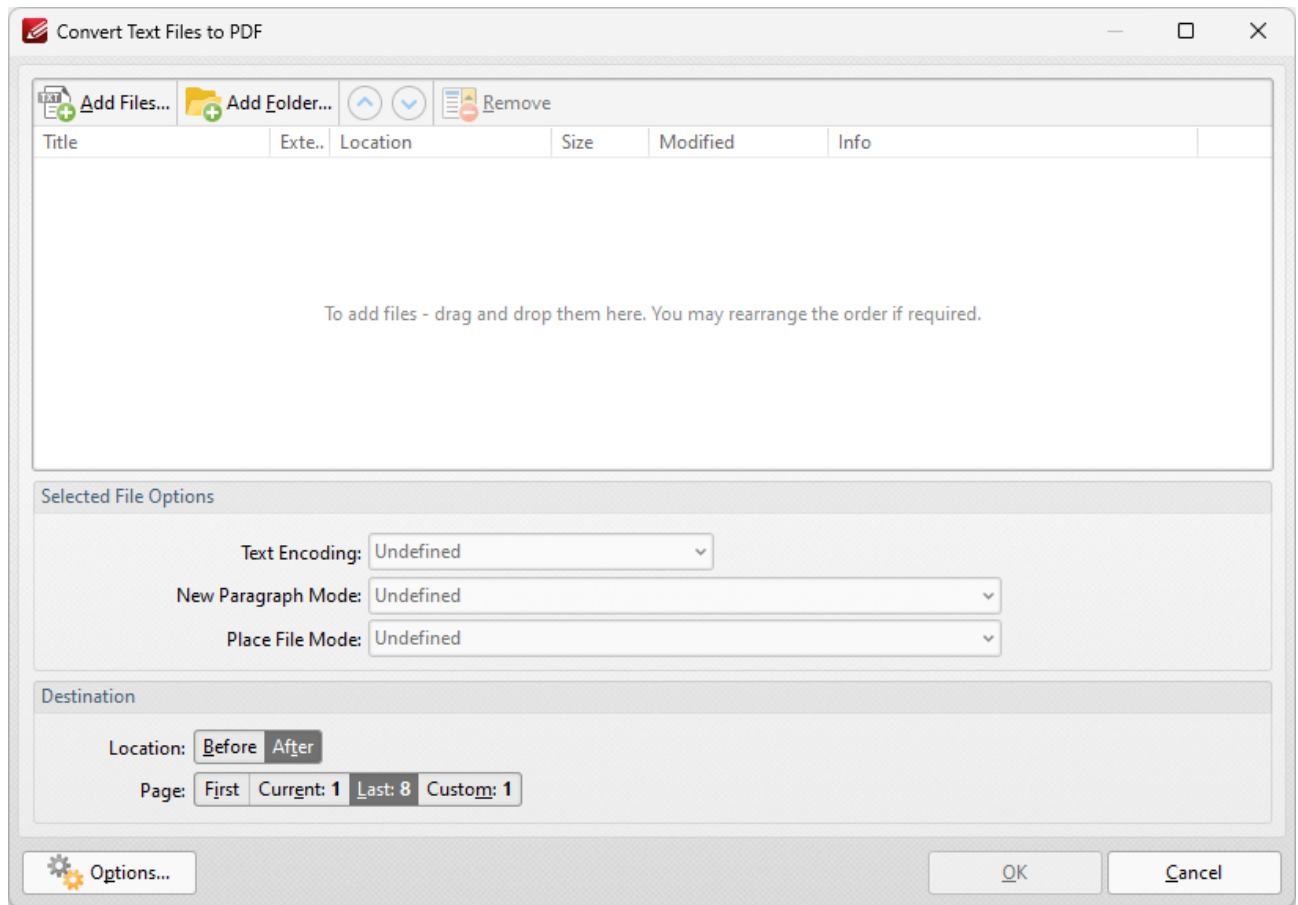 Convert Text Files to PDF
Add Files... Add Folder... Remove
Title Exte.. Location Size Modified Info
To add files - drag and drop them here. You may rearrange the order if required.
Selected File Options
Text Encoding: Undefined
New Paragraph Mode: Undefined
Place File Mode: Undefined
Destination
Location: Before After
Page: First Current: 1 Last: 8 Custom: 1
Options... OK Cancel